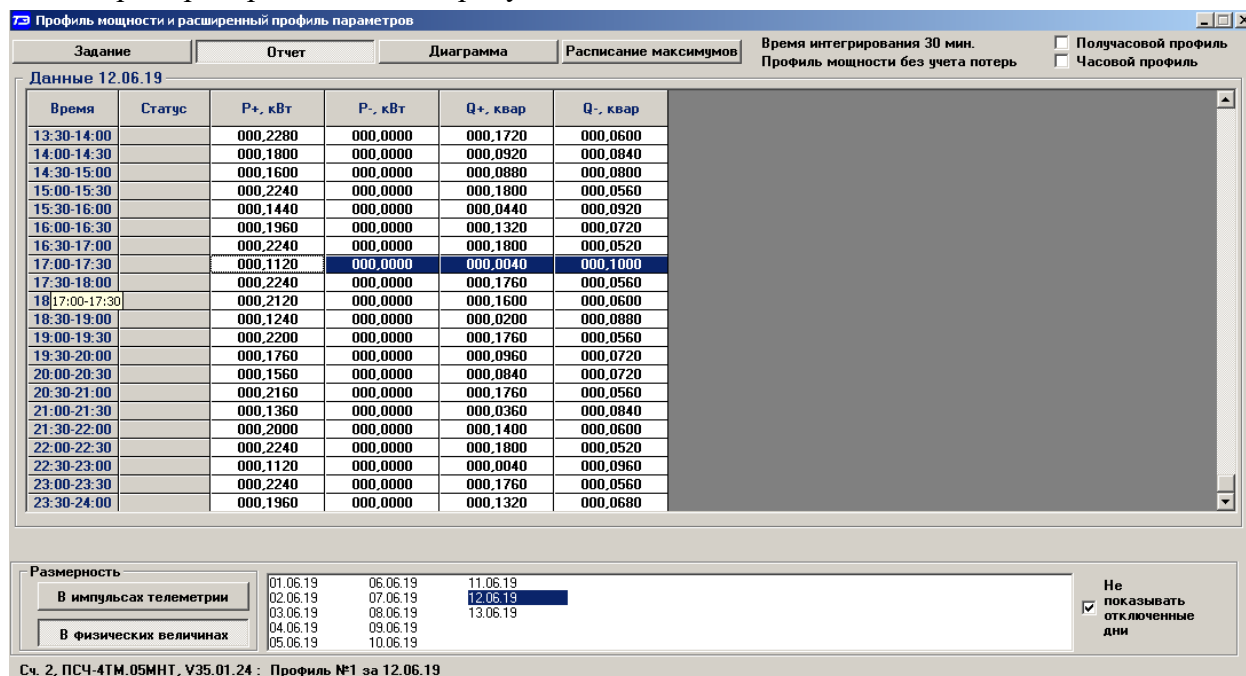 ТЭ Профиль мощности и расширенный профиль параметров
Задание Отчет Диаграмма Расписание максимумов Время интегрирования 30 мин. Получасовой профиль
Профиль мощности без учета потерь Часовой профиль
Данные 12.06.19
Время Статус P+, кВт P-, кВт Q+, квар Q-, квар
13:30-14:00 000,2280 000,0000 000,1720 000,0600
14:00-14:30 000,1800 000,0000 000,0920 000,0840
14:30-15:00 000,1600 000,0000 000,0880 000,0800
15:00-15:30 000,2240 000,0000 000,1800 000,0560
15:30-16:00 000,1440 000,0000 000,0440 000,0920
16:00-16:30 000,1960 000,0000 000,1320 000,0720
16:30-17:00 000,2240 000,0000 000,1800 000,0520
17:00-17:30 000,1120 000,0000 000,0040 000,1000
17:30-18:00 000,2240 000,0000 000,1760 000,0560
18 17:00-17:30 000,2120 000,0000 000,1600 000,0600
18:30-19:00 000,1240 000,0000 000,0200 000,0880
19:00-19:30 000,2200 000,0000 000,1760 000,0560
19:30-20:00 000,1760 000,0000 000,0960 000,0720
20:00-20:30 000,1560 000,0000 000,0840 000,0720
20:30-21:00 000,2160 000,0000 000,1760 000,0560
21:00-21:30 000,1360 000,0000 000,0360 000,0840
21:30-22:00 000,2000 000,0000 000,1400 000,0600
22:00-22:30 000,2240 000,0000 000,1800 000,0520
22:30-23:00 000,1120 000,0000 000,0040 000,0960
23:00-23:30 000,2240 000,0000 000,1760 000,0560
23:30-24:00 000,1960 000,0000 000,1320 000,0680
Размерность
В импульсах телеметрии
В физических величинах
01.06.19 06.06.19 11.06.19
02.06.19 07.06.19 12.06.19
03.06.19 08.06.19 13.06.19
04.06.19 09.06.19
05.06.19 10.06.19
Не
показывать
отключенные
дни
Сч. 2, ПСЧ-4ТМ.05МНТ, V35.01.24 : Профиль №1 за 12.06.19